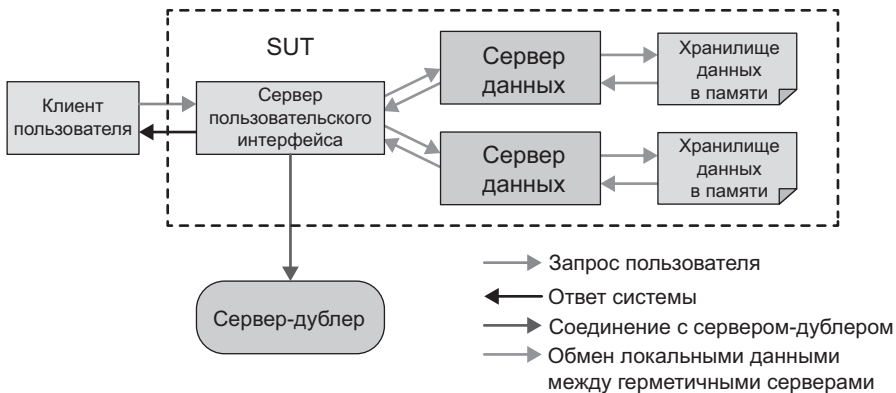 SUT
Клиент
пользователя
Сервер
пользовательского
интерфейса
Сервер
данных
Хранилище
данных
в памяти
Сервер
данных
Хранилище
данных
в памяти
Сервер-дублер
Запрос пользователя
Ответ системы
Соединение с сервером-дублером
Обмен локальными данными
между герметичными серверами